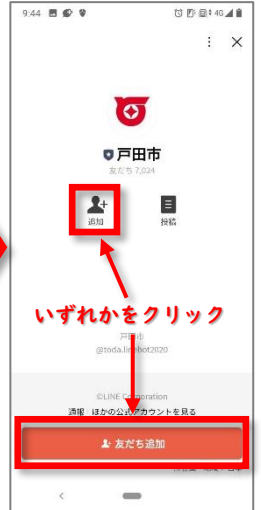 9:44
4G
戸田市
友だち 7,024
追加
投稿
いずれかをクリック
戸田市
@toda.linebot2020
©LINE Corporation
通報 ほかの公式アカウントを見る
友だち追加